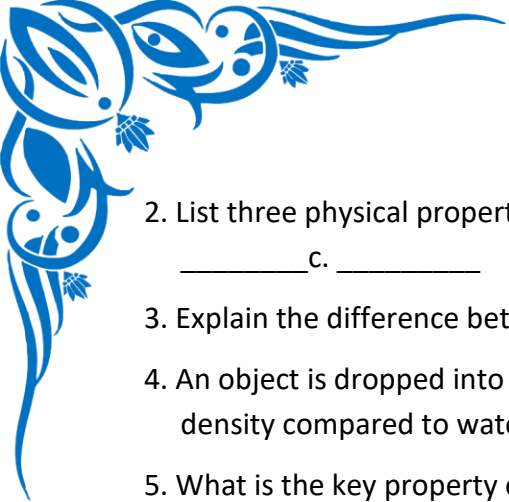 2. List three physical propert
________c. _________
3. Explain the difference bet
4. An object is dropped into
density compared to wate
5. What is the key property